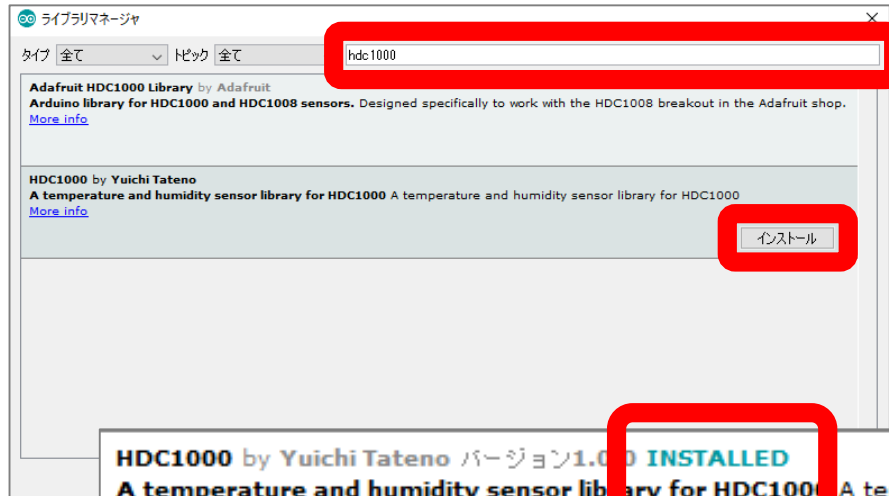 ライブラリマネージャ
タイプ 全て トピック 全て hdc1000
Adafruit HDC1000 Library by Adafruit
Arduino library for HDC1000 and HDC1008 sensors. Designed specifically to work with the HDC1008 breakout in the Adafruit shop.
More info
HDC1000 by Yuichi Tateno
A temperature and humidity sensor library for HDC1000 A temperature and humidity sensor library for HDC1000
More info
インストール
HDC1000 by Yuichi Tateno バージョン INSTALLED
A temperature and humidity sensor for A